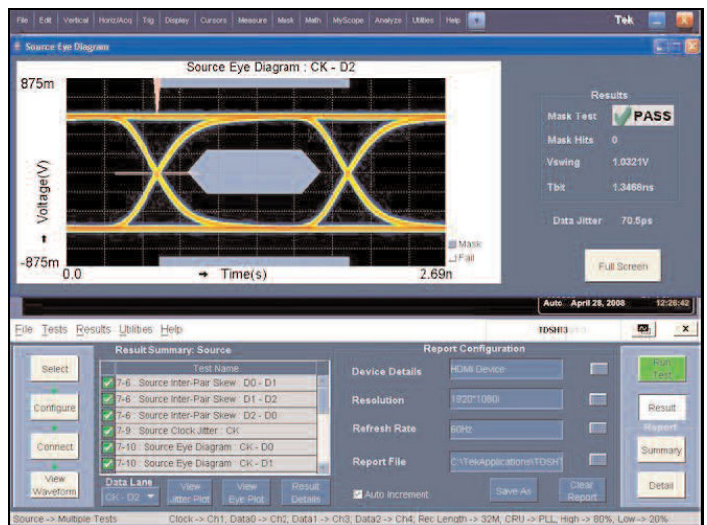 File Edit Vertical Horiz/Acq Trig Display Cursors Measure Mask Math MyScope Analyze Utilities Help Tek
Source Eye Diagram
Source Eye Diagram : CK - D2
875m
Voltage(V)
-875m
0.0
Time(s)
2.69n
Mask
Fail
Results
Mask Test PASS
Mask Hits 0
Vswing 1.0321V
Tbit 1.3468ns
Data Jitter 70.5ps
Full Screen
Auto April 28, 2008 12:26:42
File Tests Results Utilities Help TDSHT3 X
Select
Configure
Connect
View
Waveform
Result Summary: Source
Test Name
7-6 : Source Inter-Pair Skew : D0 - D1
7-6 : Source Inter-Pair Skew : D1 - D2
7-6 : Source Inter-Pair Skew : D2 - D0
7-9 : Source Clock Jitter : CK
7-10 : Source Eye Diagram : CK - D0
7-10 : Source Eye Diagram : CK - D1
Data Lane
CK - D2
View
Jitter Plot
View
Eye Plot
Result
Details
Report Configuration
Device Details HDMI Device
Resolution 1920*1080i
Refresh Rate 60Hz
Report File C:\TekApplications\TDSHT
Auto Increment
Save As
Clear
Report
Run
Test
Result
Report
Summary
Detail
Source -> Multiple Tests Clock -> Ch1, Data0 -> Ch2, Data1 -> Ch3, Data2 -> Ch4, Rec Length -> 32M, CRU -> PLL, High -> 80%, Low -> 20%